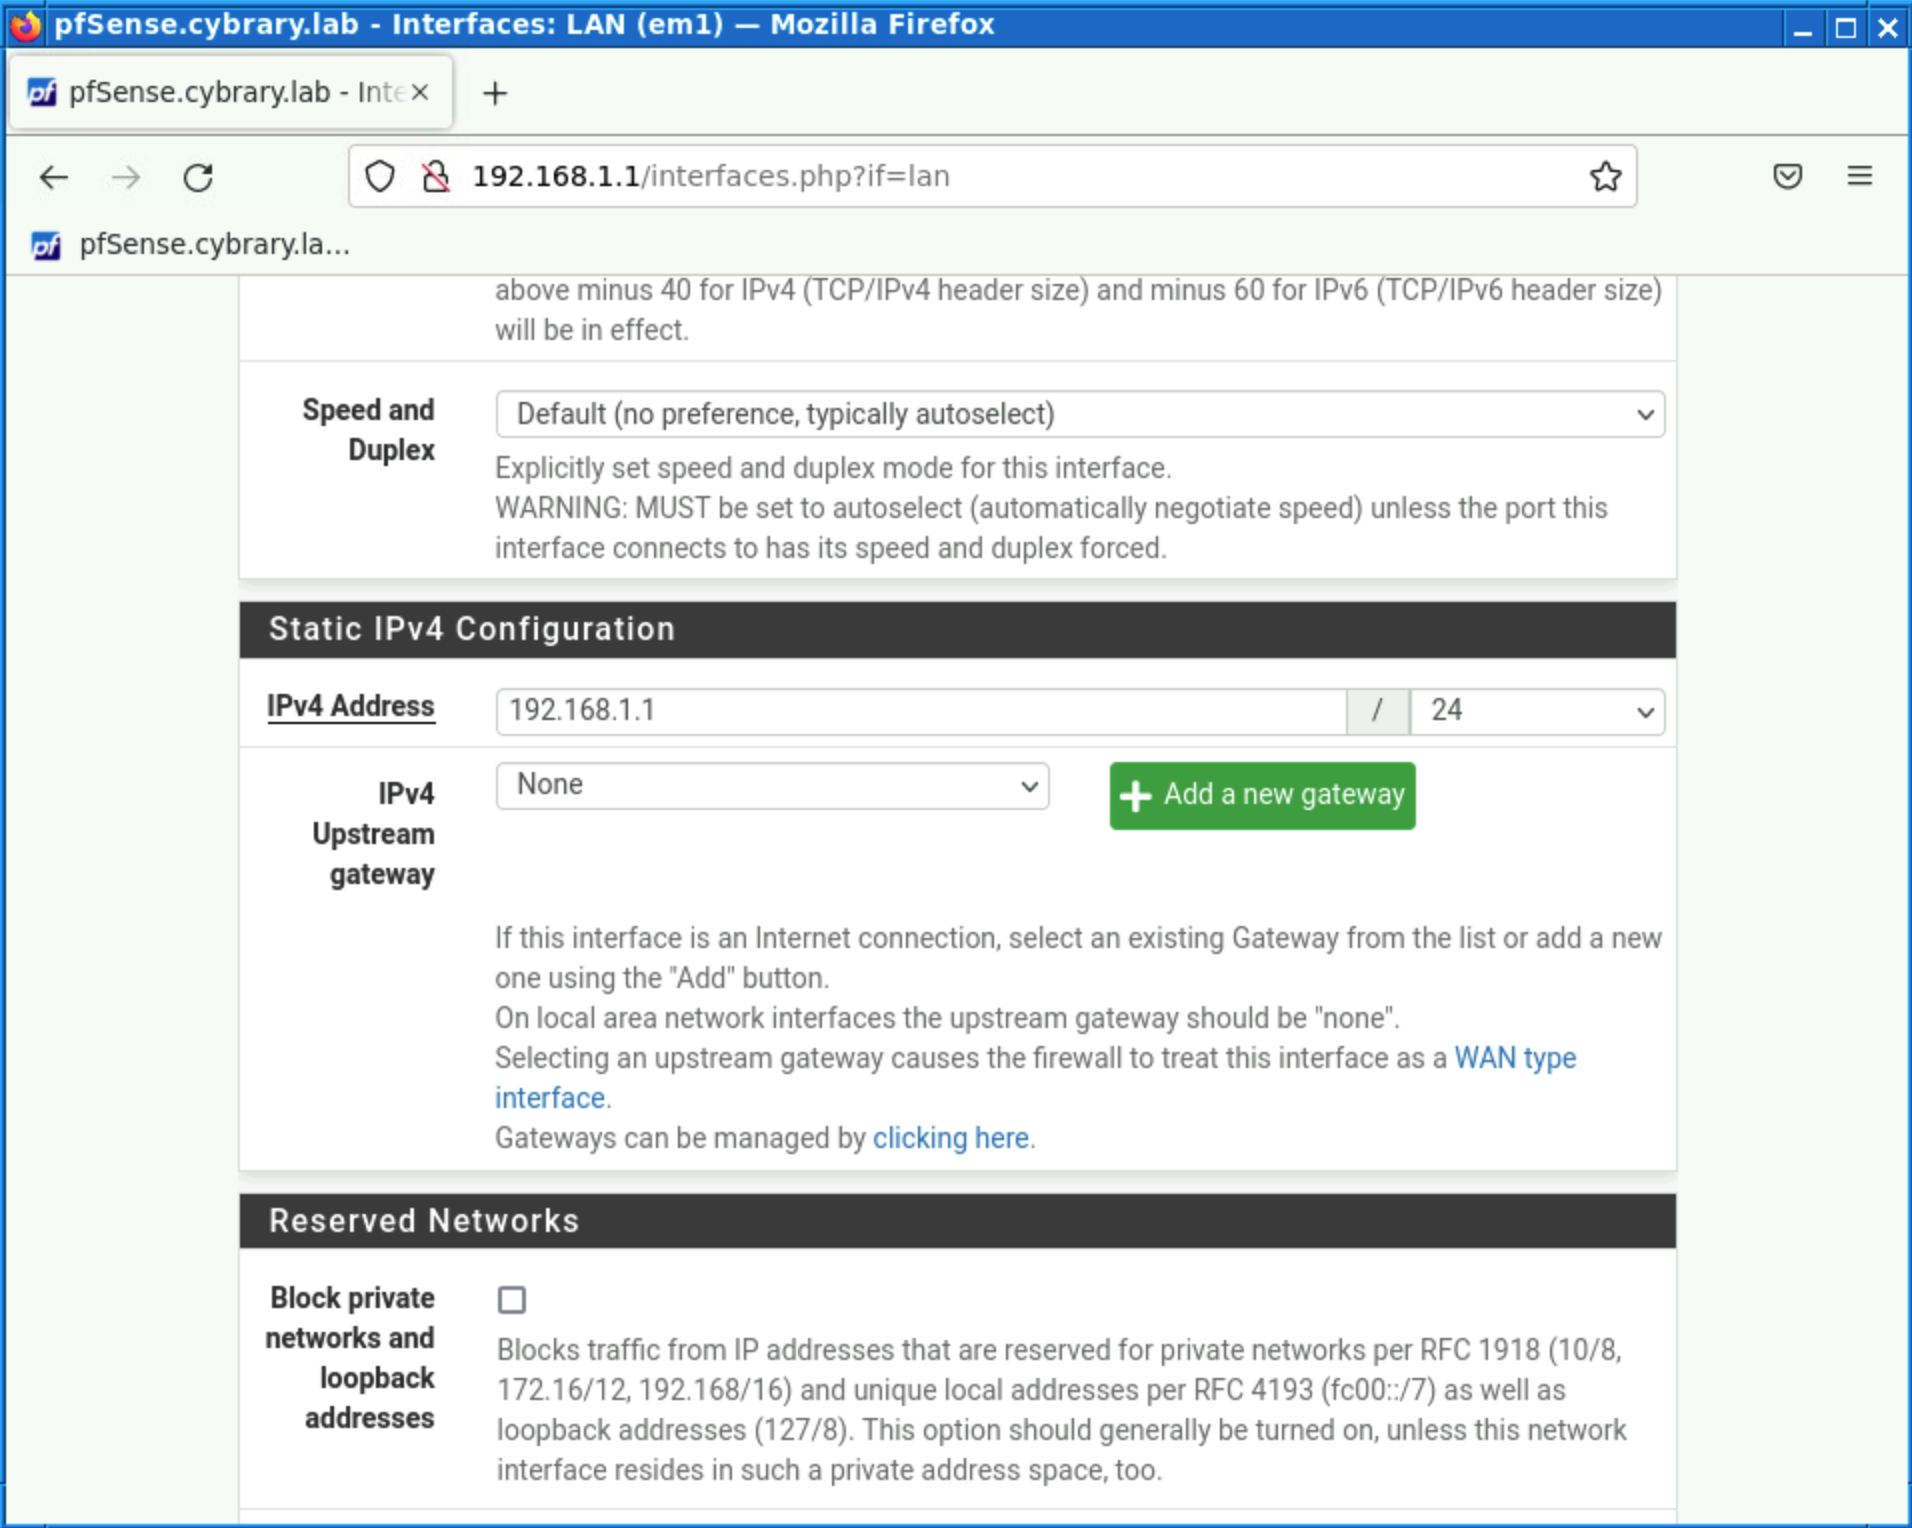 pfSense.cybrary.lab - Interfaces: LAN (em1) — Mozilla Firefox
pfSense.cybrary.lab - Inte
192.168.1.1/interfaces.php?if=lan
pfSense.cybrary.la...
above minus 40 for IPv4 (TCP/IPv4 header size) and minus 60 for IPv6 (TCP/IPv6 header size)
will be in effect.
Speed and
Duplex
Default (no preference, typically autoselect)
Explicitly set speed and duplex mode for this interface.
WARNING: MUST be set to autoselect (automatically negotiate speed) unless the port this
interface connects to has its speed and duplex forced.
Static IPv4 Configuration
IPv4 Address
192.168.1.1 / 24
IPv4
Upstream
gateway
None
Add a new gateway
If this interface is an Internet connection, select an existing Gateway from the list or add a new
one using the "Add" button.
On local area network interfaces the upstream gateway should be "none".
Selecting an upstream gateway causes the firewall to treat this interface as a WAN type
interface.
Gateways can be managed by clicking here.
Reserved Networks
Block private
networks and
loopback
addresses
Blocks traffic from IP addresses that are reserved for private networks per RFC 1918 (10/8,
172.16/12, 192.168/16) and unique local addresses per RFC 4193 (fc00::/7) as well as
loopback addresses (127/8). This option should generally be turned on, unless this network
interface resides in such a private address space, too.